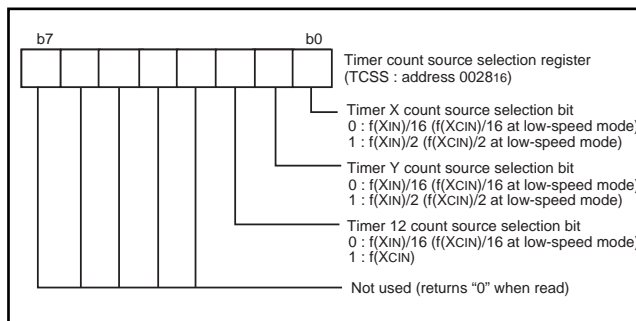 b7 b0
Timer count source selection register
(TCSS : address 002816)
Timer X count source selection bit
0 : f(XIN)/16 (f(XCIN)/16 at low-speed mode)
1 : f(XIN)/2 (f(XCIN)/2 at low-speed mode)
Timer Y count source selection bit
0 : f(XIN)/16 (f(XCIN)/16 at low-speed mode)
1 : f(XIN)/2 (f(XCIN)/2 at low-speed mode)
Timer 12 count source selection bit
0 : f(XIN)/16 (f(XCIN)/16 at low-speed mode)
1 : f(XCIN)
Not used (returns “0” when read)